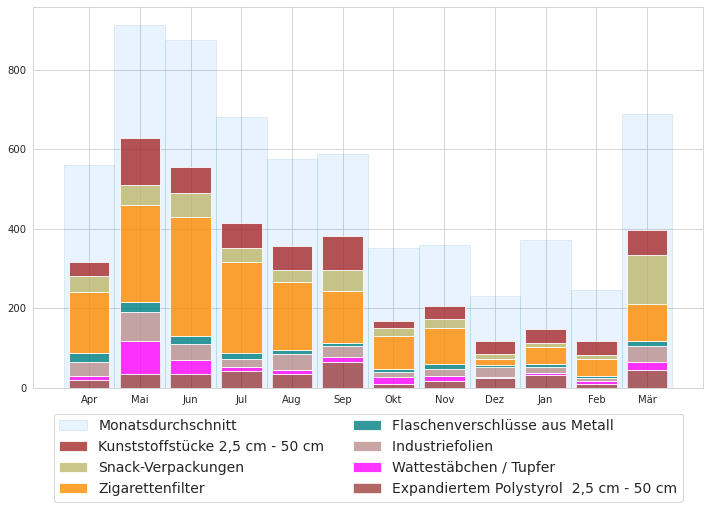 800
600
400
200
0
Apr Mai Jun Jul Aug Sep Okt Nov Dez Jan Feb Mär
Monatsdurchschnitt
Kunststoffstücke 2,5 cm - 50 cm
Snack-Verpackungen
Zigarettenfilter
Flaschenverschlüsse aus Metall
Industriefolien
Wattestäbchen / Tupfer
Expandiertem Polystyrol  2,5 cm - 50 cm